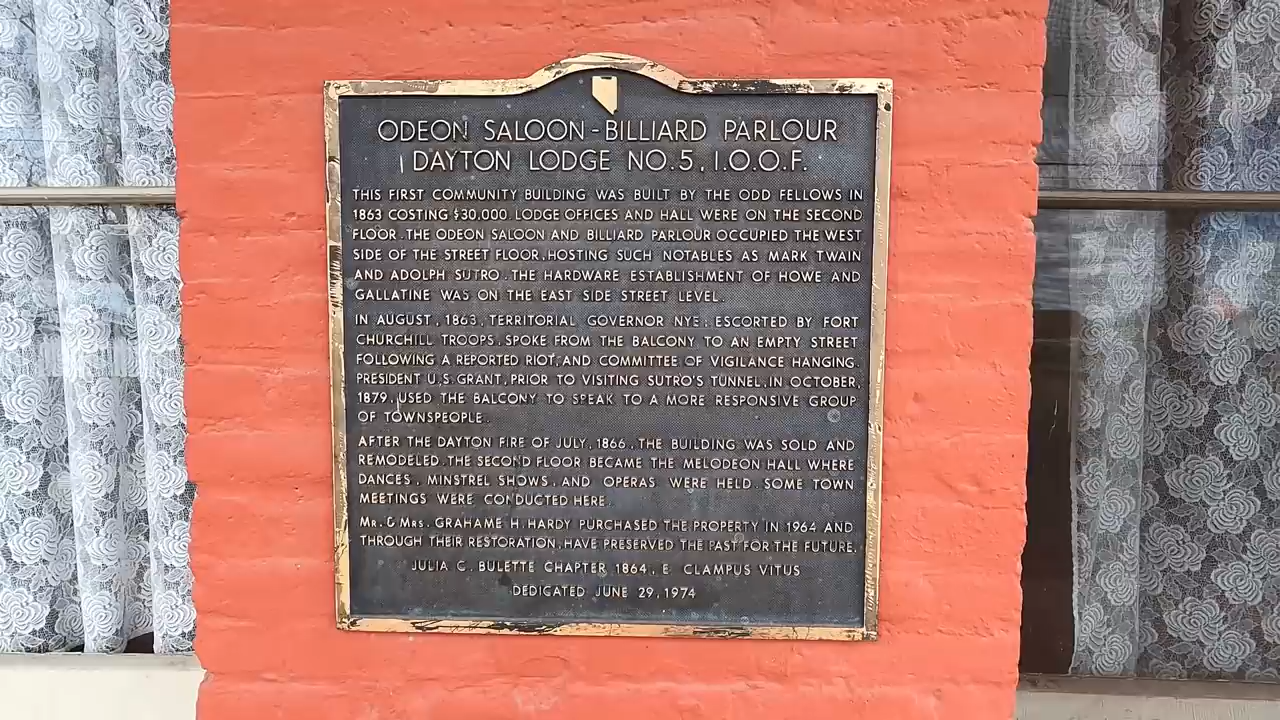 ODEON SALOON-BILLIARD PARLOUR
DAYTON LODGE NO.5, I.O.O.F.
THIS FIRST COMMUNITY BUILDING WAS BUILT BY THE ODD FELLOWS IN
1863 COSTING $30,000. LODGE OFFICES AND HALL WERE ON THE SECOND
FLOOR. THE ODEON SALOON AND BILLIARD PARLOUR OCCUPIED THE WEST
SIDE OF THE STREET FLOOR, HOSTING SUCH NOTABLES AS MARK TWAIN
AND ADOLPH SUTRO. THE HARDWARE ESTABLISHMENT OF HOWE AND
GALLATINE WAS ON THE EAST SIDE STREET LEVEL.
IN AUGUST, 1863, TERRITORIAL GOVERNOR NYE; ESCORTED BY FORT
CHURCHILL TROOPS, SPOKE FROM THE BALCONY TO AN EMPTY STREET
FOLLOWING A REPORTED RIOT, AND COMMITTEE OF VIGILANCE HANGING.
PRESIDENT U.S. GRANT, PRIOR TO VISITING SUTRO'S TUNNEL, IN OCTOBER,
1879, USED THE BALCONY TO SPEAK TO A MORE RESPONSIVE GROUP
OF TOWNSPEOPLE.
AFTER THE DAYTON FIRE OF JULY, 1866, THE BUILDING WAS SOLD AND
REMODELED. THE SECOND FLOOR BECAME THE MELODEON HALL WHERE
DANCES, MINSTREL SHOWS, AND OPERAS WERE HELD. SOME TOWN
MEETINGS WERE CONDUCTED HERE.
MR. & MRS. GRAHAME H. HARDY PURCHASED THE PROPERTY IN 1964 AND
THROUGH THEIR RESTORATION, HAVE PRESERVED THE PAST FOR THE FUTURE.
JULIA C. BULETTE CHAPTER 1864, E CLAMPUS VITUS
DEDICATED JUNE 29, 1974